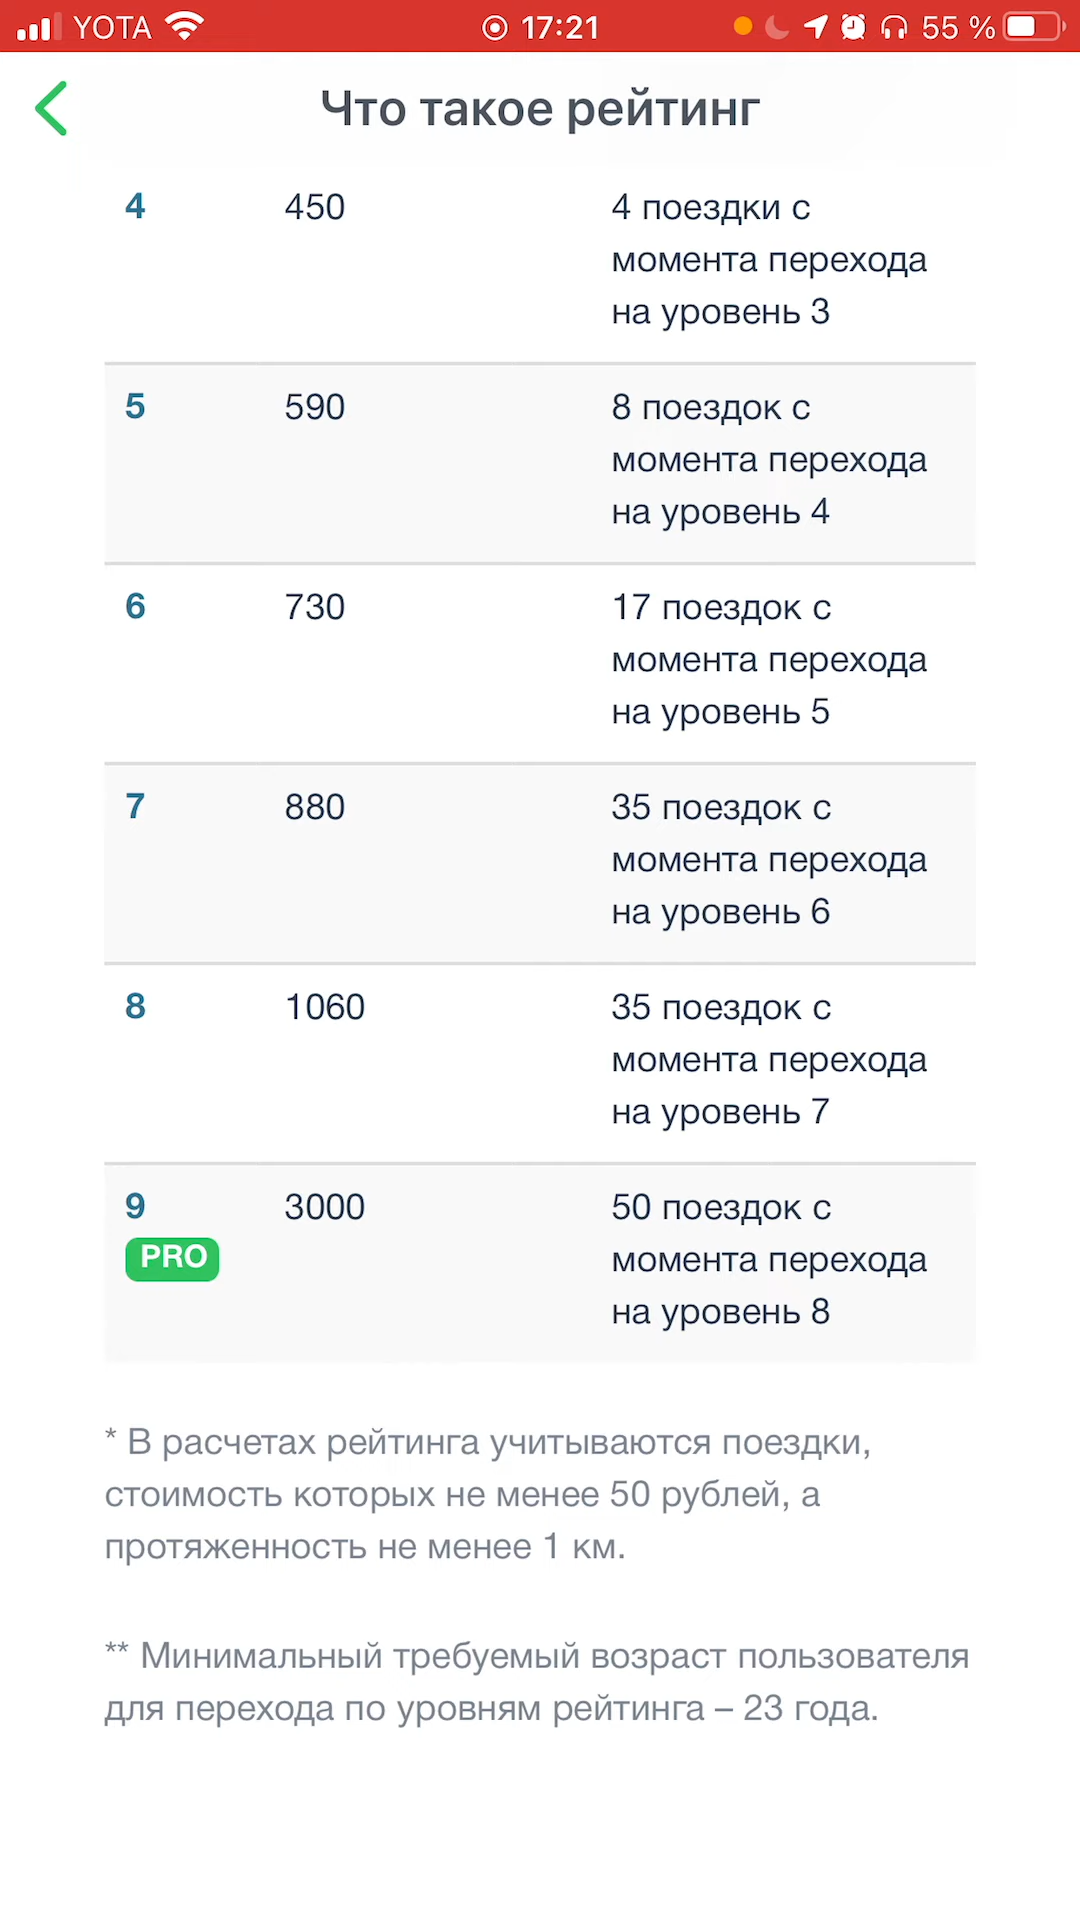 YOTA 17:21 55 %
Что такое рейтинг
4 450 4 поездки с
момента перехода
на уровень 3
5 590 8 поездок с
момента перехода
на уровень 4
6 730 17 поездок с
момента перехода
на уровень 5
7 880 35 поездок с
момента перехода
на уровень 6
8 1060 35 поездок с
момента перехода
на уровень 7
9 3000 50 поездок с
PRO момента перехода
на уровень 8
* В расчетах рейтинга учитываются поездки,
стоимость которых не менее 50 рублей, а
протяженность не менее 1 км.
** Минимальный требуемый возраст пользователя
для перехода по уровням рейтинга – 23 года.